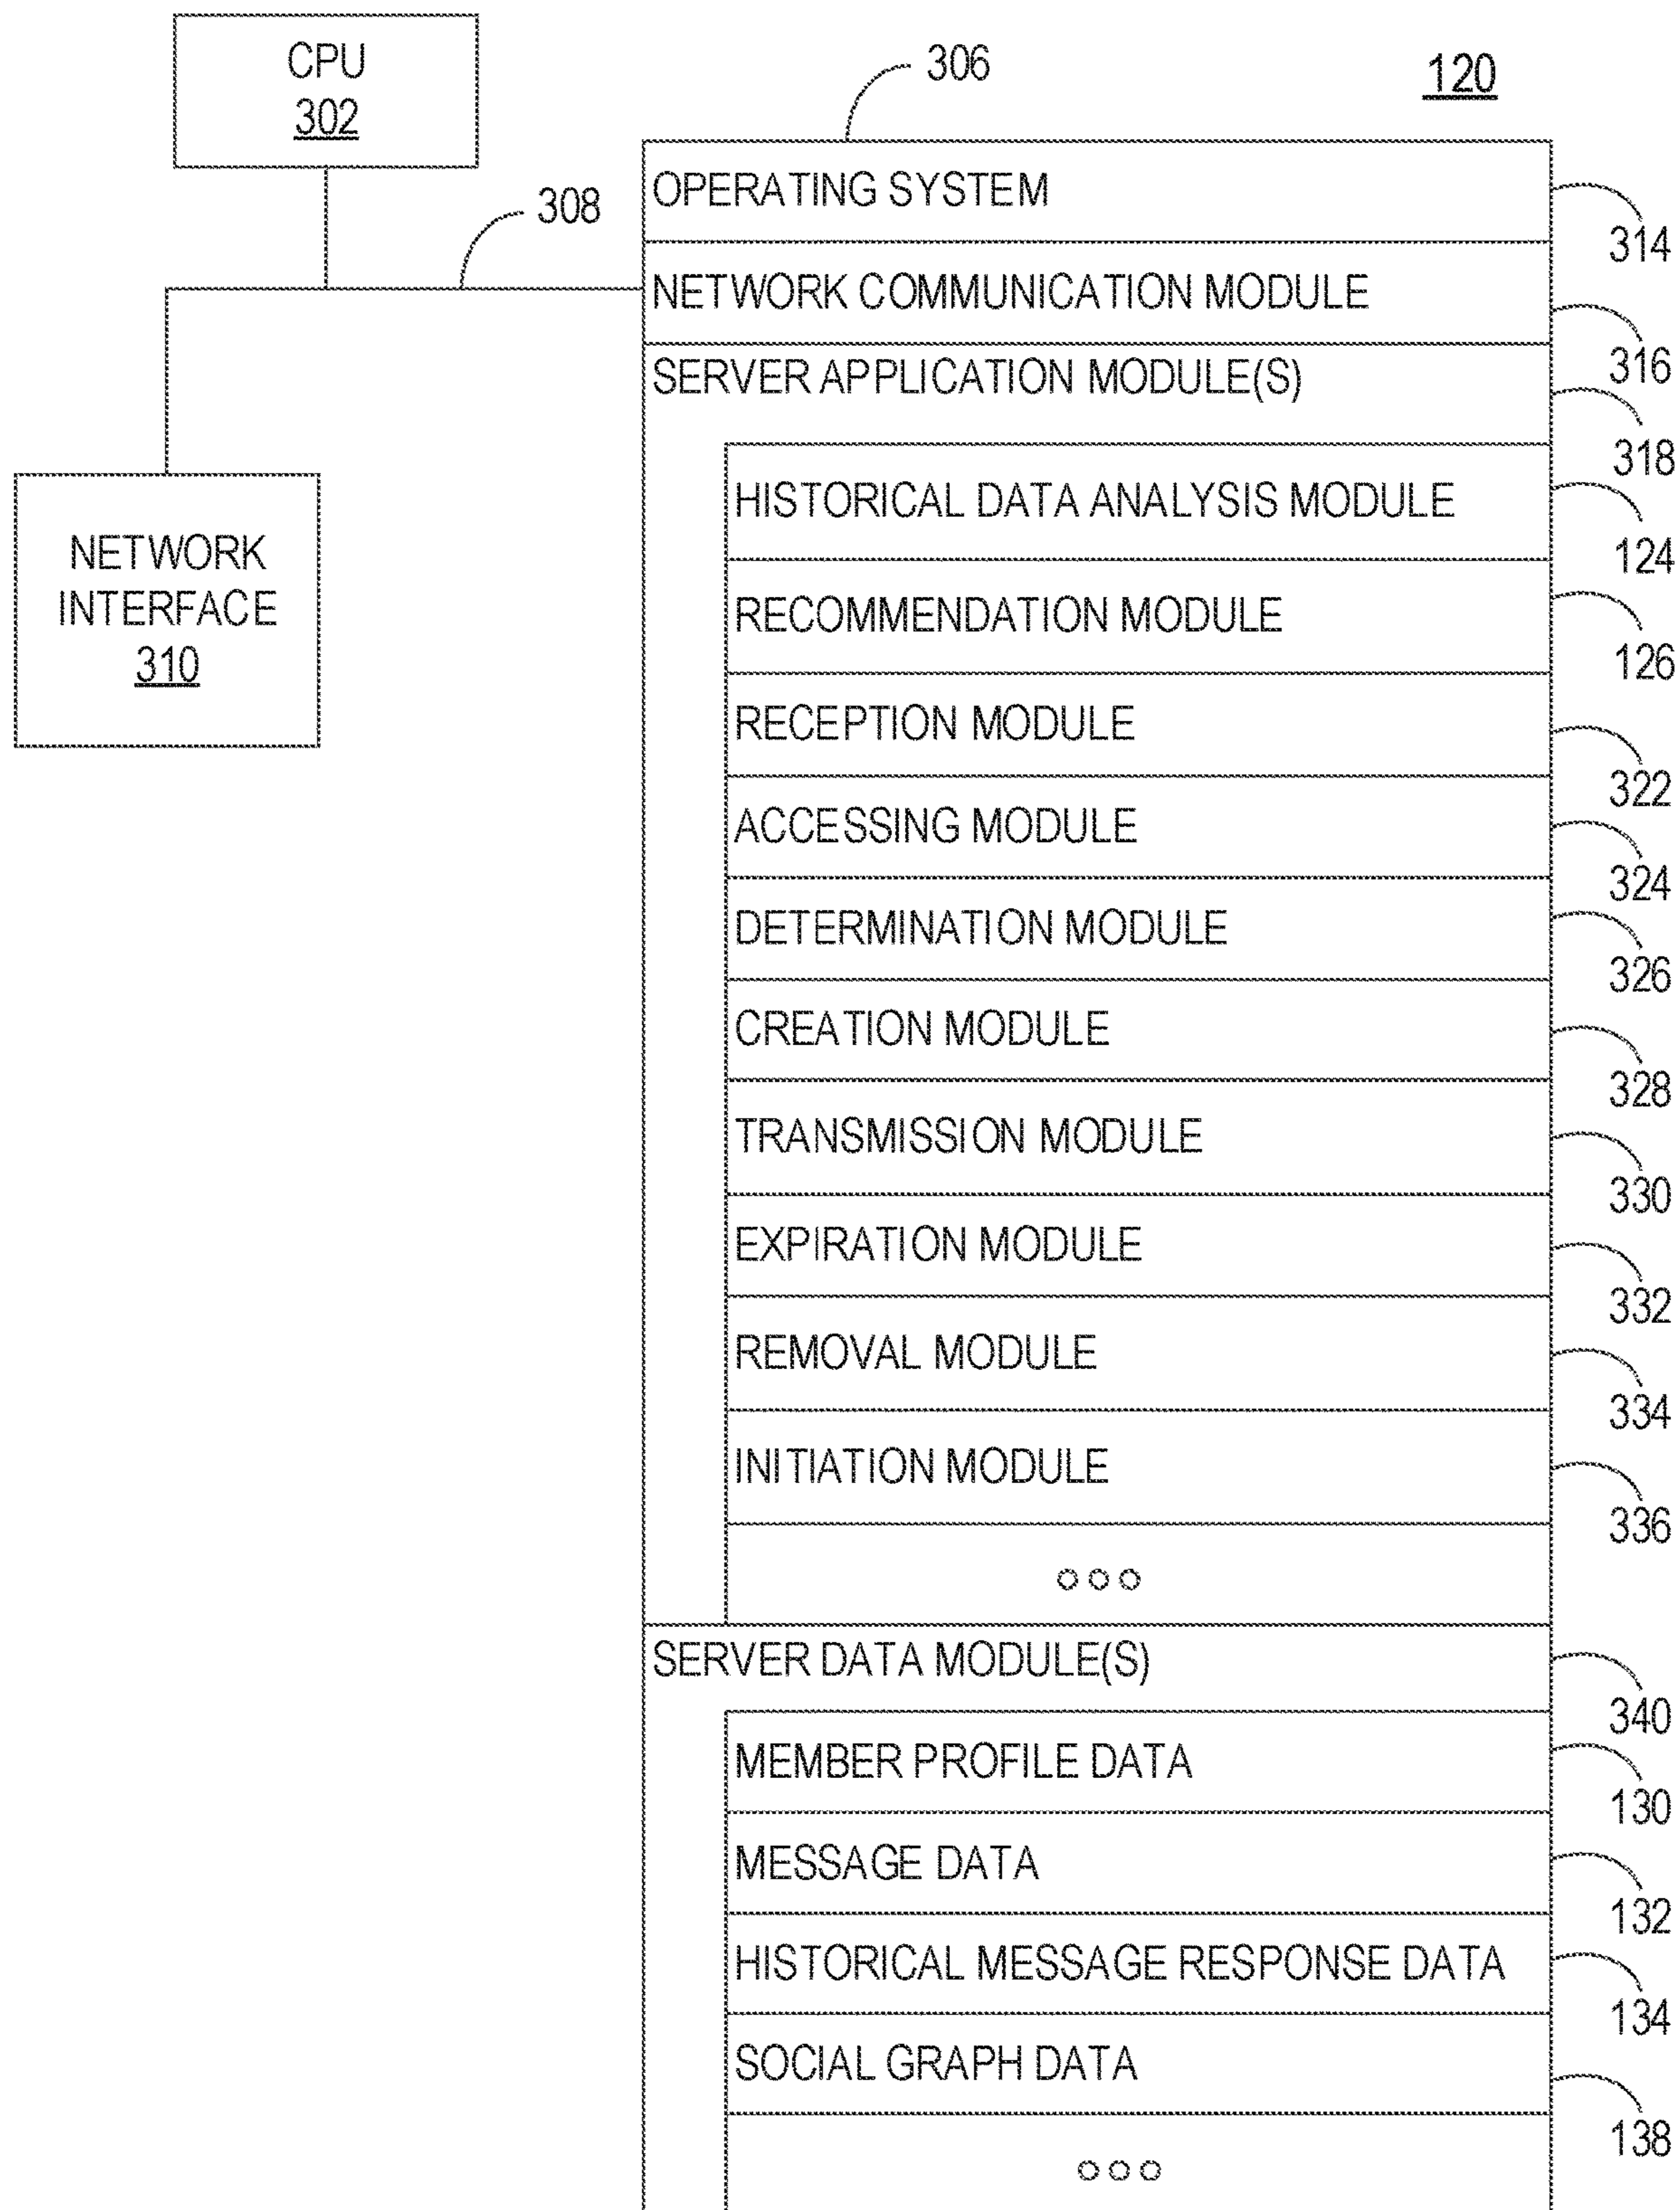 CPU
302
306
120
308
OPERATING SYSTEM
314
NETWORK COMMUNICATION MODULE
316
SERVER APPLICATION MODULE(S)
318
NETWORK
INTERFACE
310
HISTORICAL DATA ANALYSIS MODULE
124
RECOMMENDATION MODULE
126
RECEPTION MODULE
322
ACCESSING MODULE
324
DETERMINATION MODULE
326
CREATION MODULE
328
TRANSMISSION MODULE
330
EXPIRATION MODULE
332
REMOVAL MODULE
334
INITIATION MODULE
336
SERVER DATA MODULE(S)
340
MEMBER PROFILE DATA
130
MESSAGE DATA
132
HISTORICAL MESSAGE RESPONSE DATA
134
SOCIAL GRAPH DATA
138